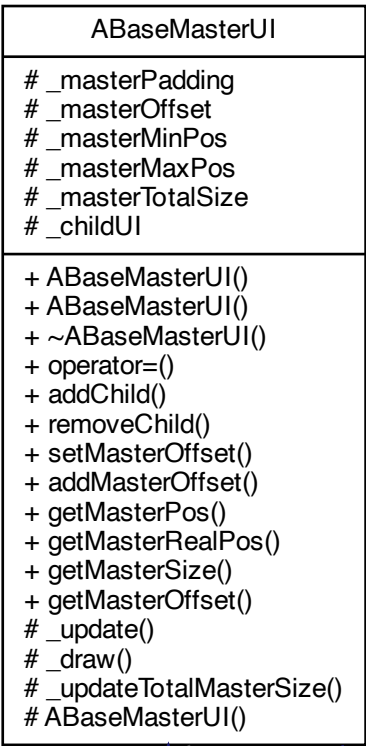 ABaseMasterUI
# _masterPadding
# _masterOffset
# _masterMinPos
# _masterMaxPos
# _masterTotalSize
# _childUI
+ ABaseMasterUI()
+ ABaseMasterUI()
+ ~ABaseMasterUI()
+ operator=()
+ addChild()
+ removeChild()
+ setMasterOffset()
+ addMasterOffset()
+ getMasterPos()
+ getMasterRealPos()
+ getMasterSize()
+ getMasterOffset()
# _update()
# _draw()
# _updateTotalMasterSize()
# ABaseMasterUI()